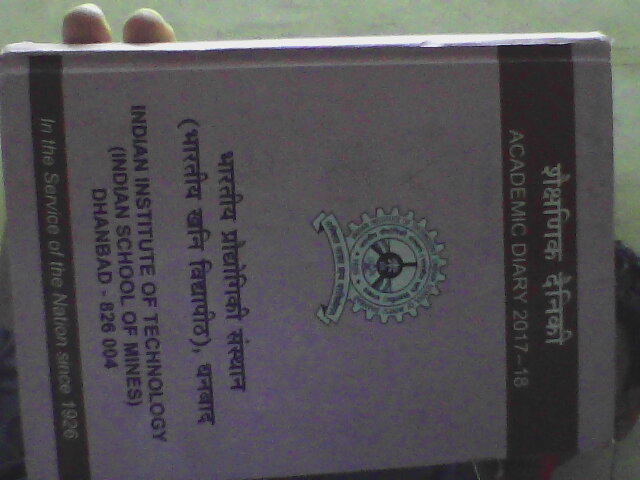 शैक्षणिक दैनिकी
ACADEMIC DIARY 2017-18
भारतीय प्रौद्योगिकी संस्थान
(भारतीय खनि विद्यापीठ), धनबाद
INDIAN INSTITUTE OF TECHNOLOGY
(INDIAN SCHOOL OF MINES)
DHANBAD - 826 004
In the Service of the Nation since 1926